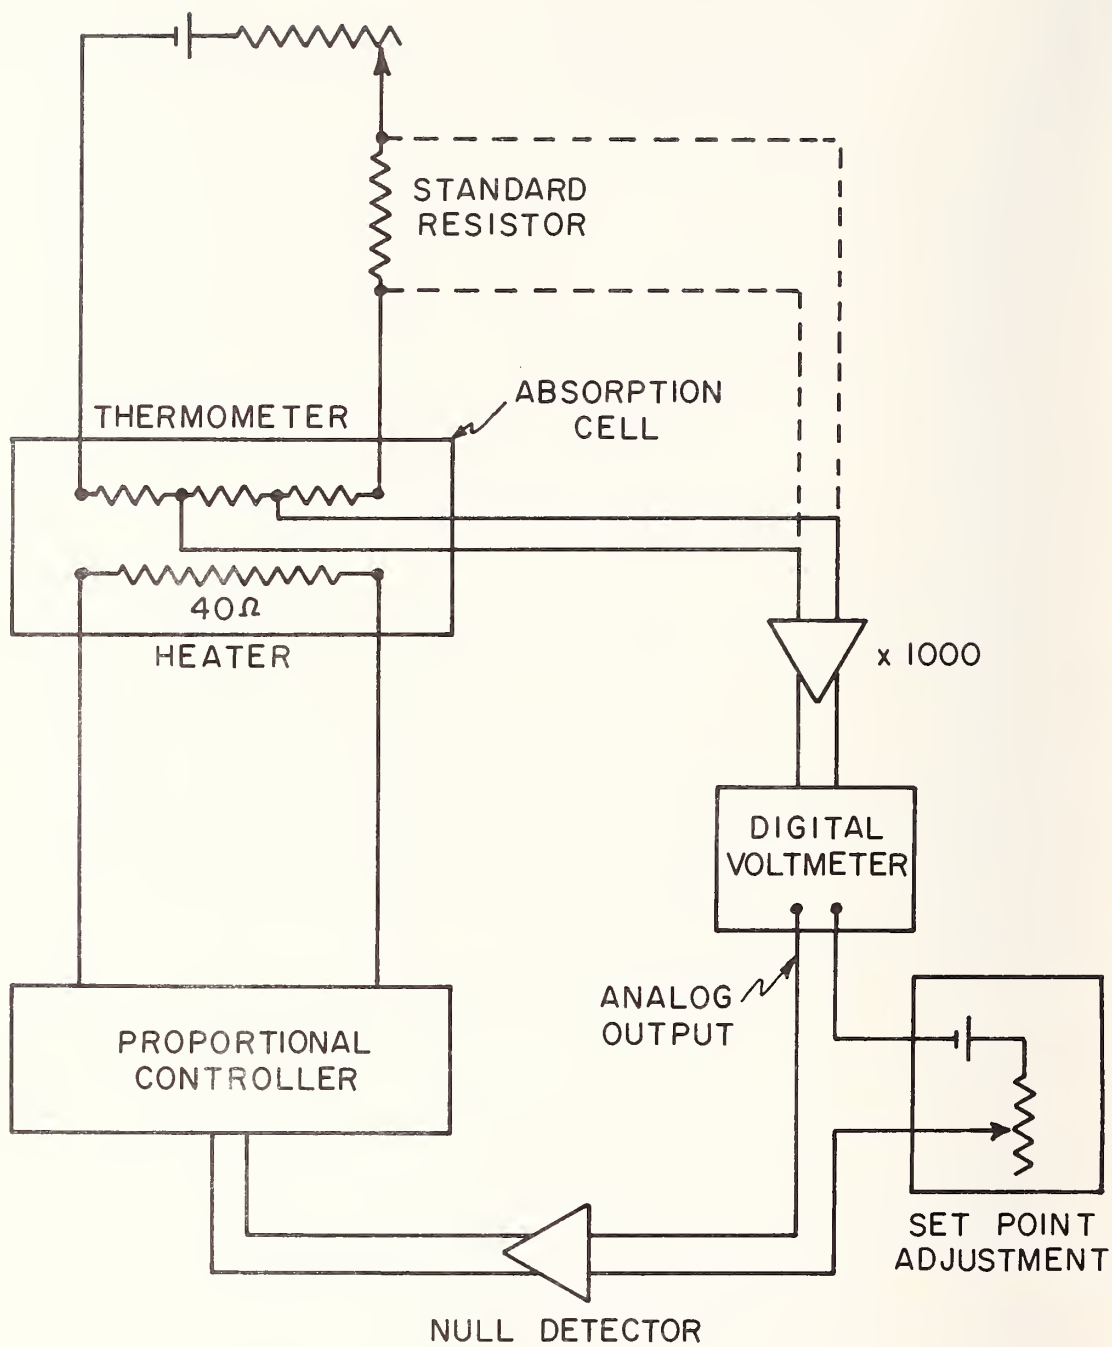 STANDARD
RESISTOR
ABSORPTION
CELL
THERMOMETER
40Ω
HEATER
x 1000
DIGITAL
VOLTMETER
ANALOG
OUTPUT
PROPORTIONAL
CONTROLLER
SET POINT
ADJUSTMENT
NULL DETECTOR